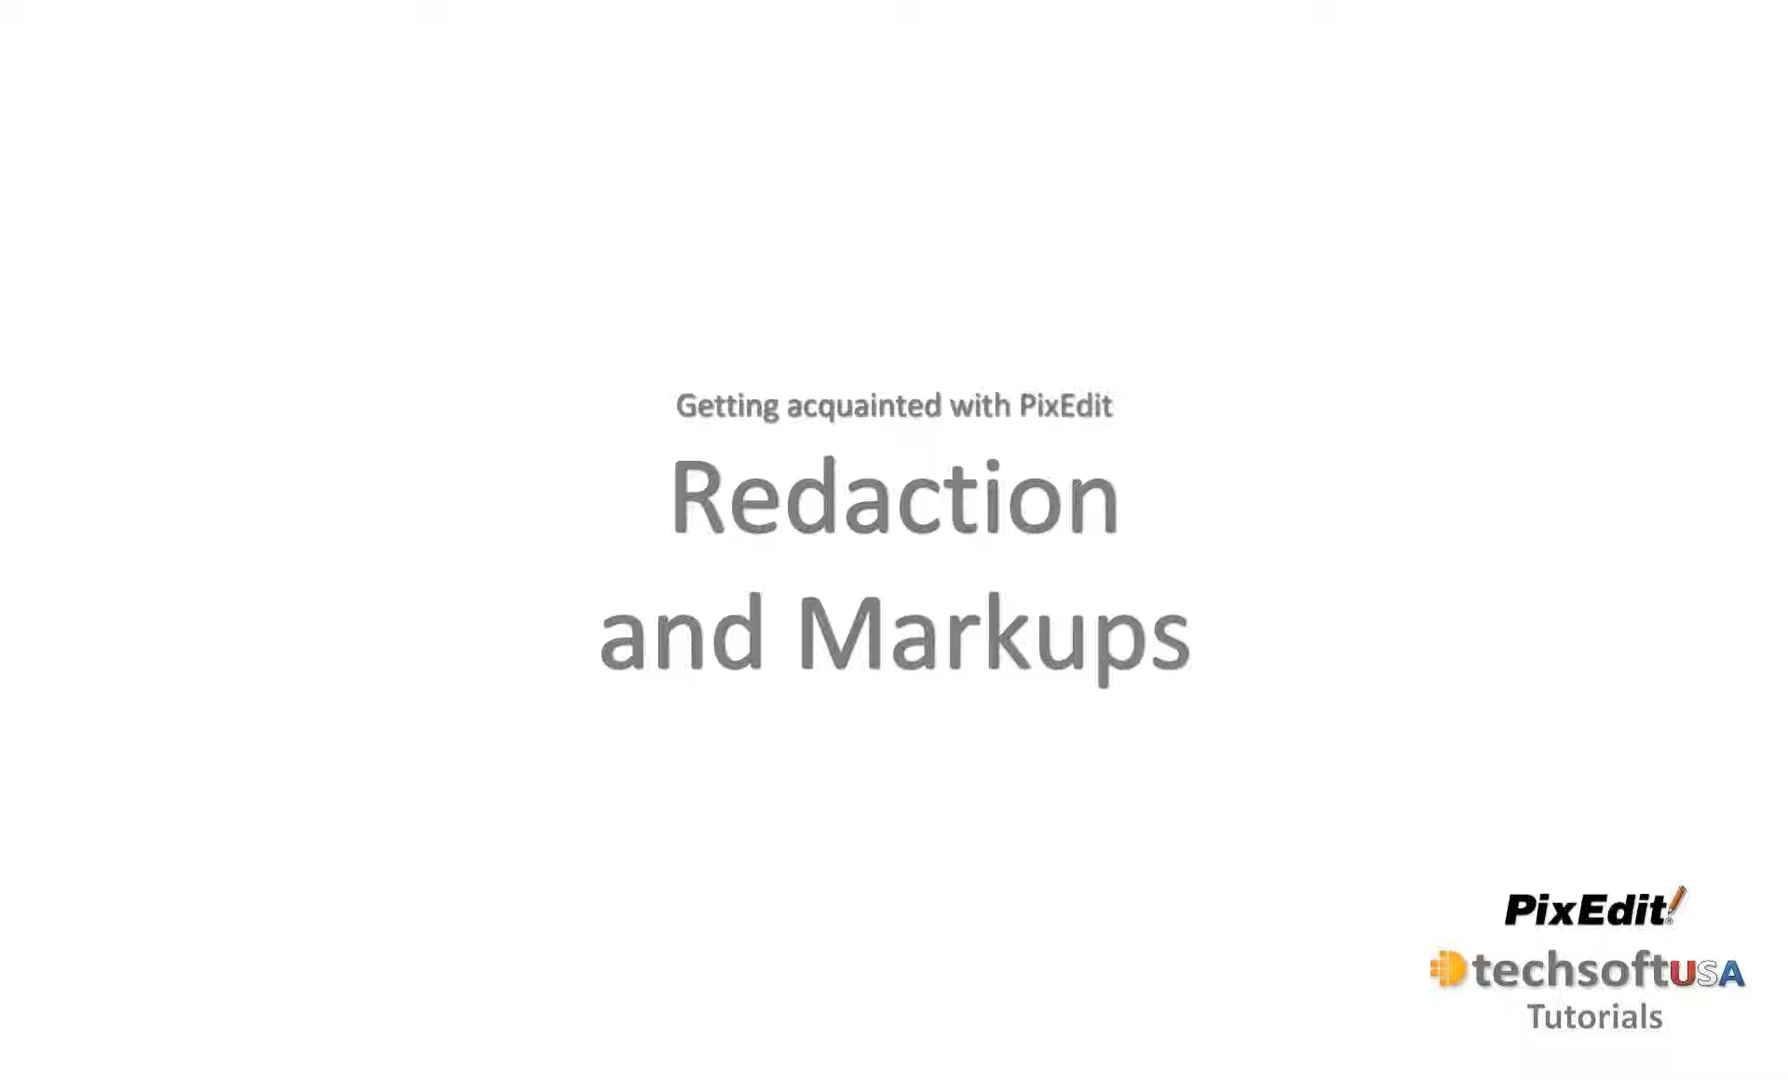 Getting acquainted with PixEdit
Redaction
and Markups
PixEdit!
techsoftUSA
Tutorials